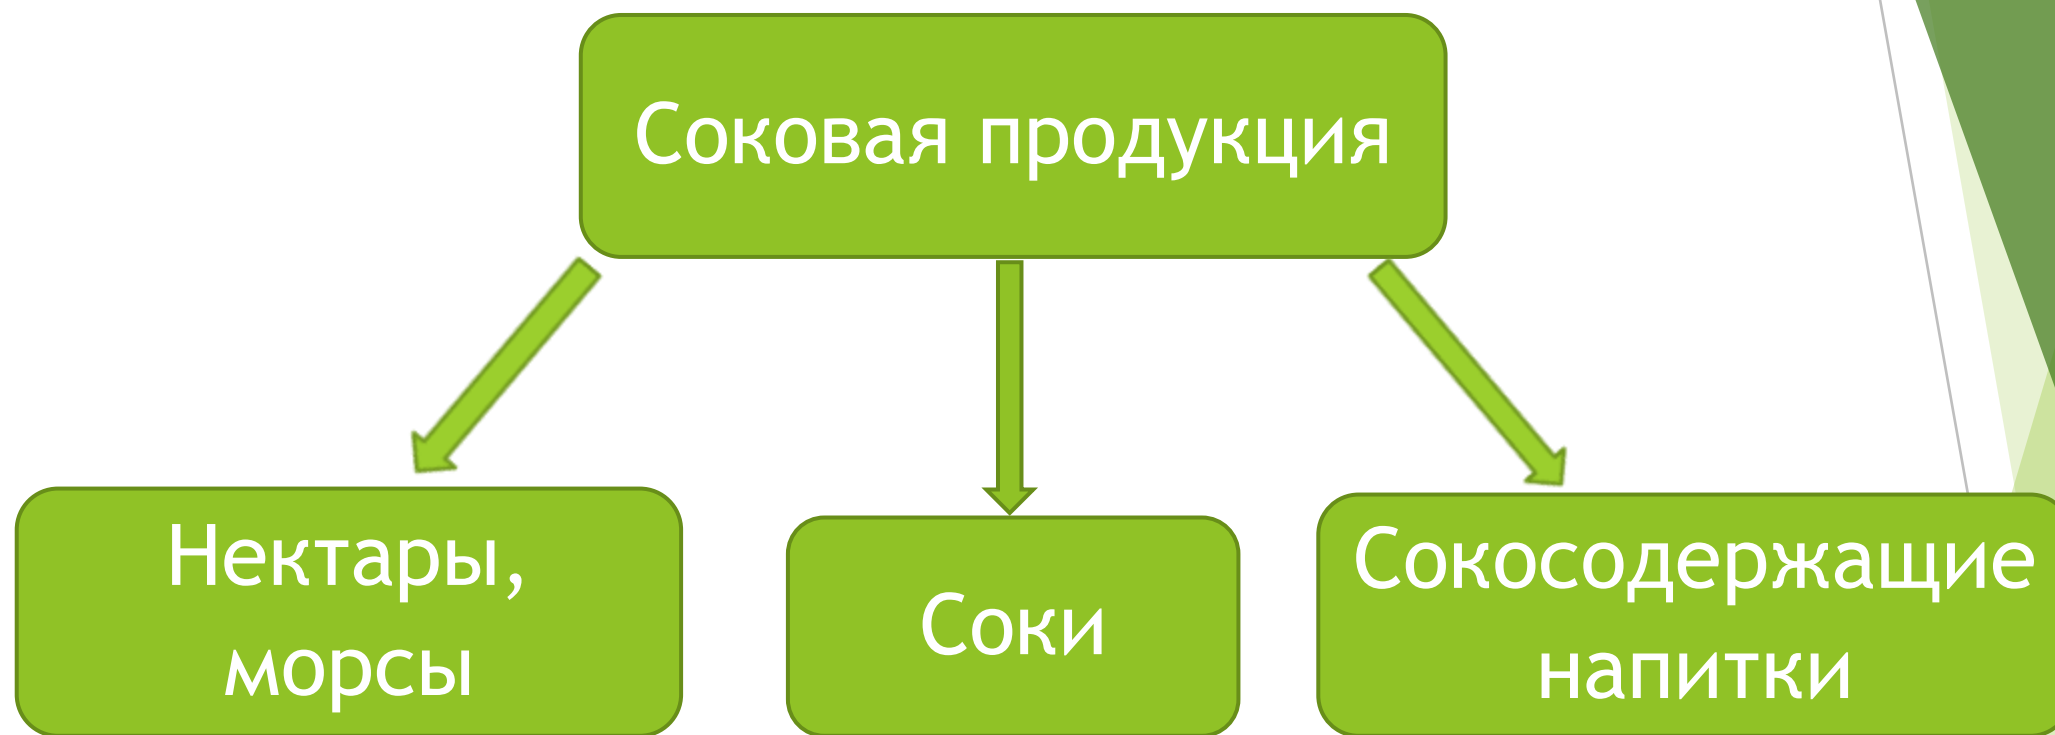 Соковая продукция
Нектары,
морсы
Соки
Сокосодержащие
напитки